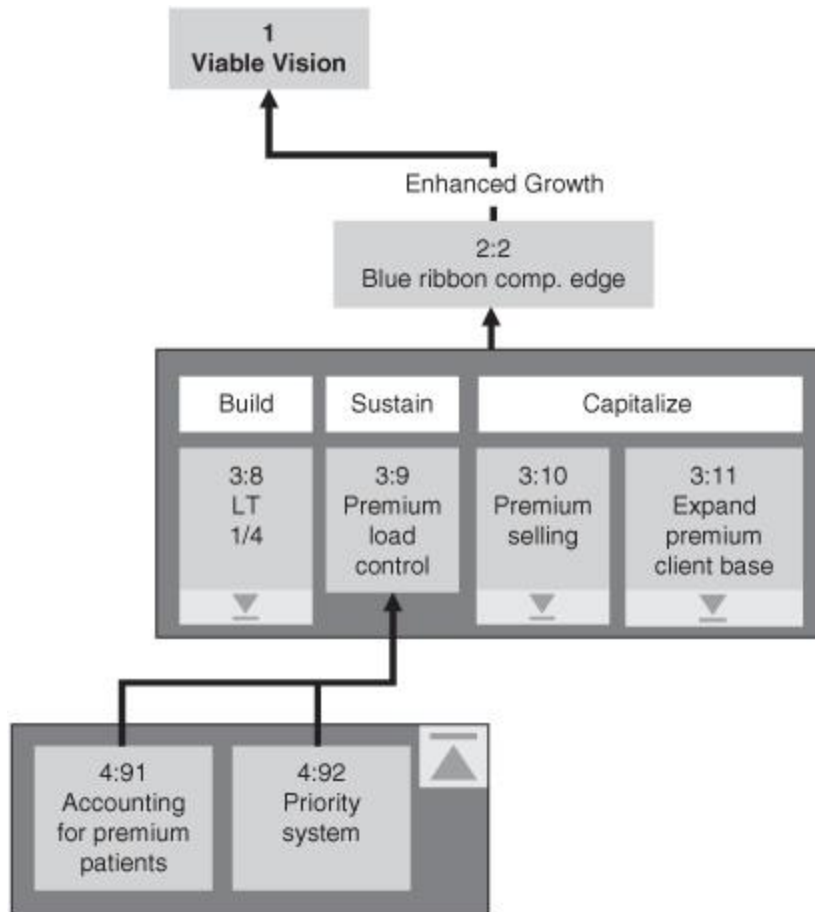 1
Viable Vision
Enhanced Growth
2:2
Blue ribbon comp. edge
Build
Sustain
Capitalize
3:8
LT
1/4
3:9
Premium
load
control
3:10
Premium
selling
3:11
Expand
premium
client base
4:91
Accounting
for premium
patients
4:92
Priority
system